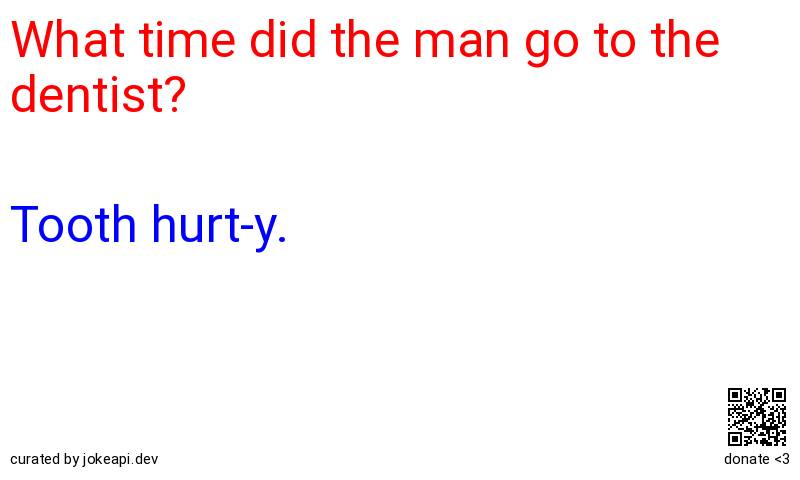 What time did the man go to the
dentist?
Tooth hurt-y.
curated by jokeapi.dev
donate <3